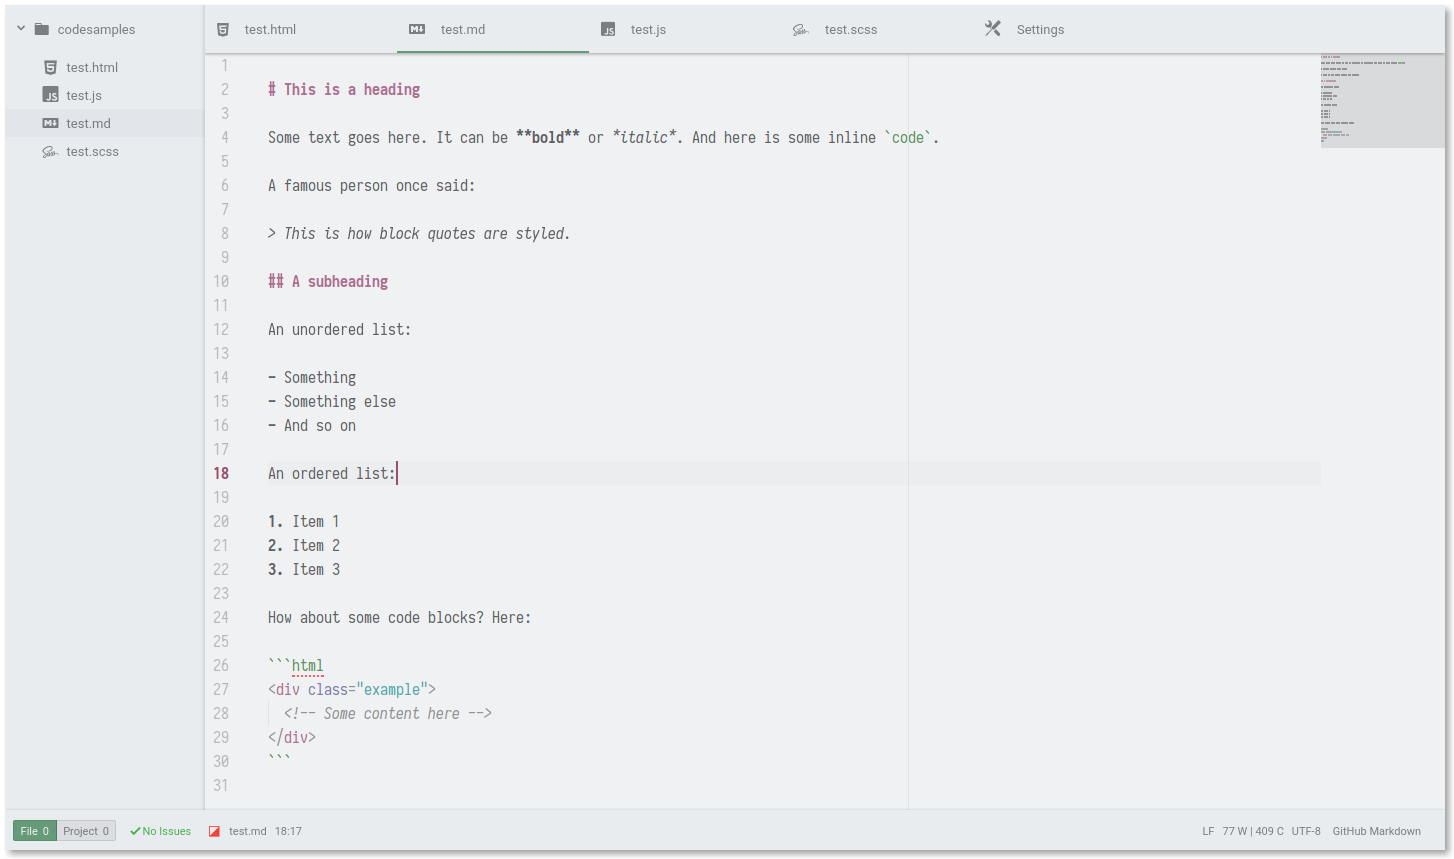 codesamples
test.html
test.js
test.md
test.scss
test.html
test.md
test.js
test.scss
Settings
1
2 # This is a heading
3
4 Some text goes here. It can be **bold** or *italic*. And here is some inline `code`.
5
6 A famous person once said:
7
8 > This is how block quotes are styled.
9
10 ## A subheading
11
12 An unordered list:
13
14 - Something
15 - Something else
16 - And so on
17
18 An ordered list:
19
20 1. Item 1
21 2. Item 2
22 3. Item 3
23
24 How about some code blocks? Here:
25
26 ```html
27 <div class="example">
28   <!-- Some content here -->
29 </div>
30 ```
31
File 0 Project 0 No Issues test.md 18:17 LF 77 W | 409 C UTF-8 GitHub Markdown